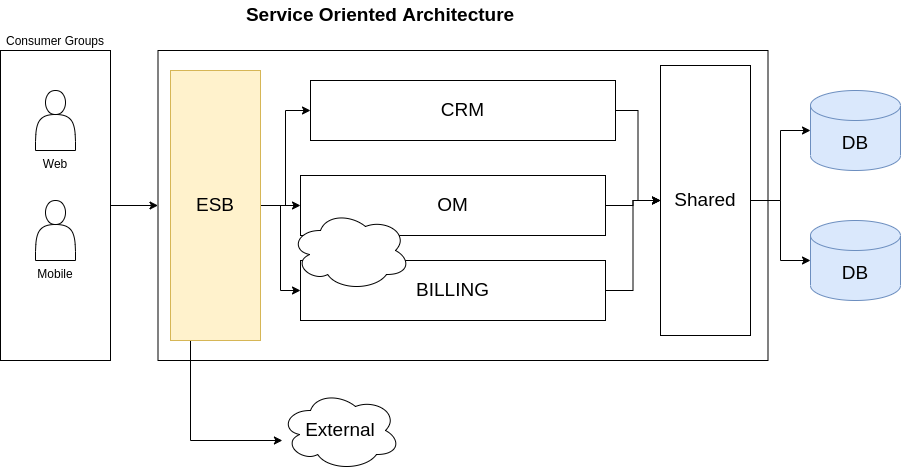 Service Oriented Architecture
Consumer Groups
Web
Mobile
ESB
CRM
OM
BILLING
Shared
DB
DB
External